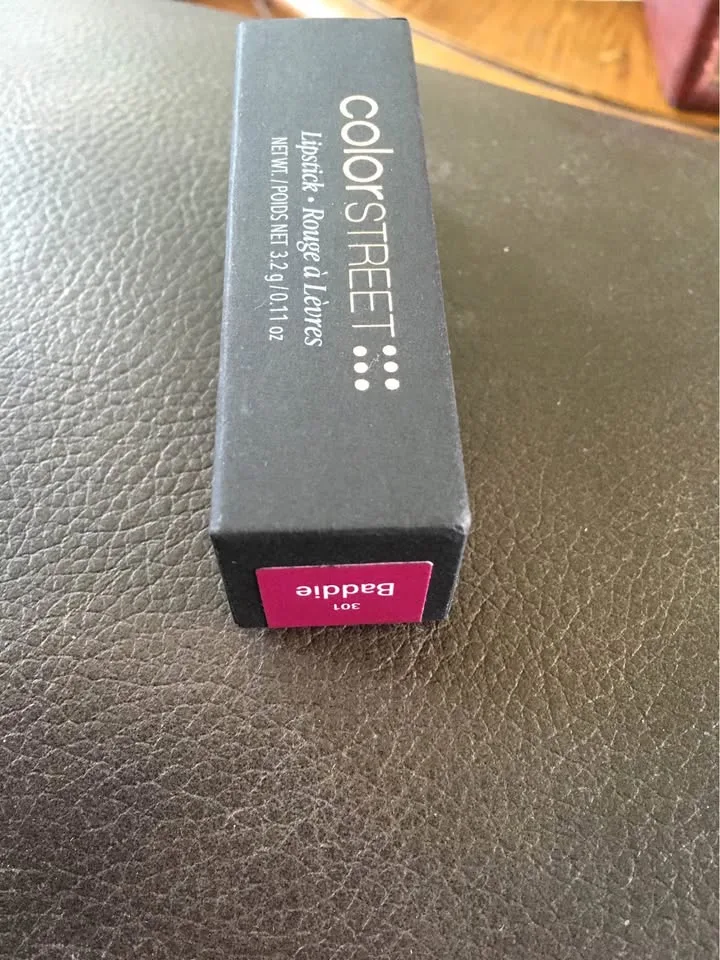 colorSTREET
Lipstick • Rouge à Lèvres
NET WT. / POIDS NET 3.2 g / 0.11 oz
301
Baddie